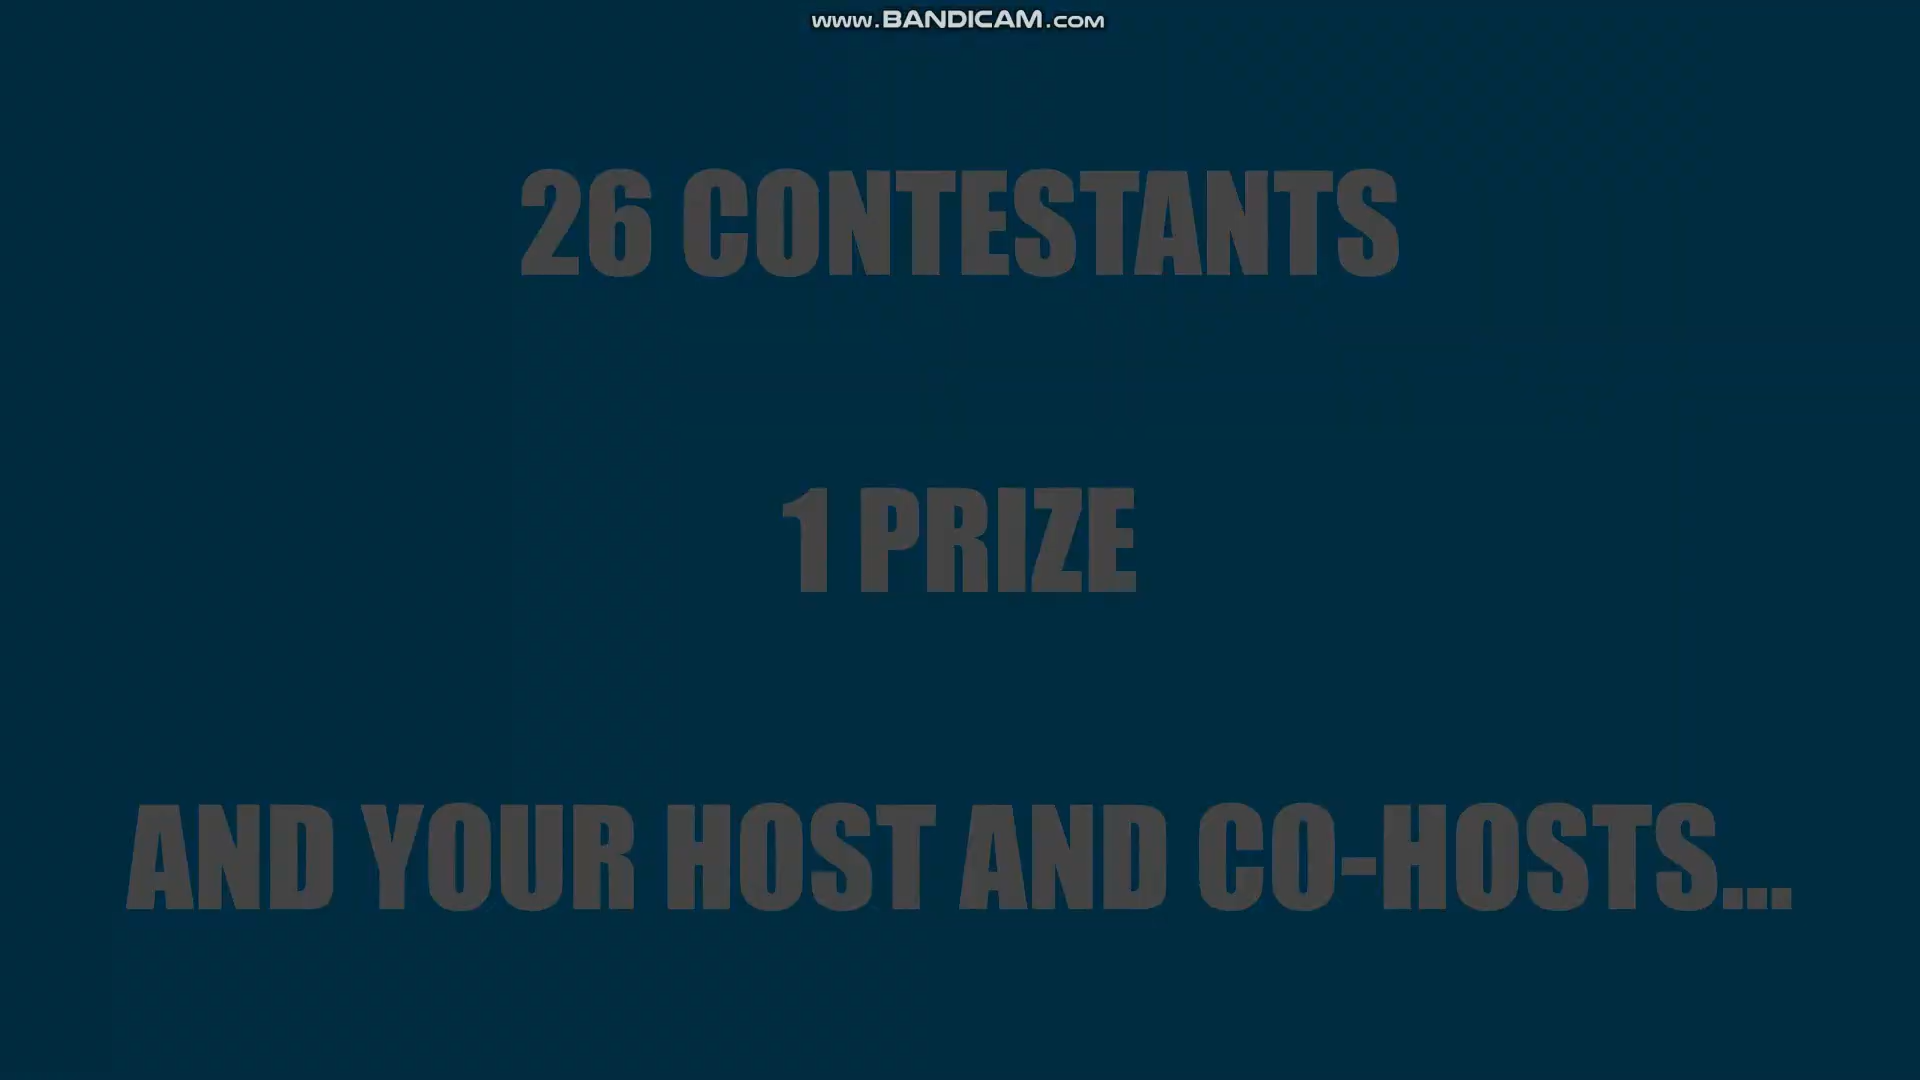 www.BANDICAM.com
26 CONTESTANTS
1 PRIZE
AND YOUR HOST AND CO-HOSTS...